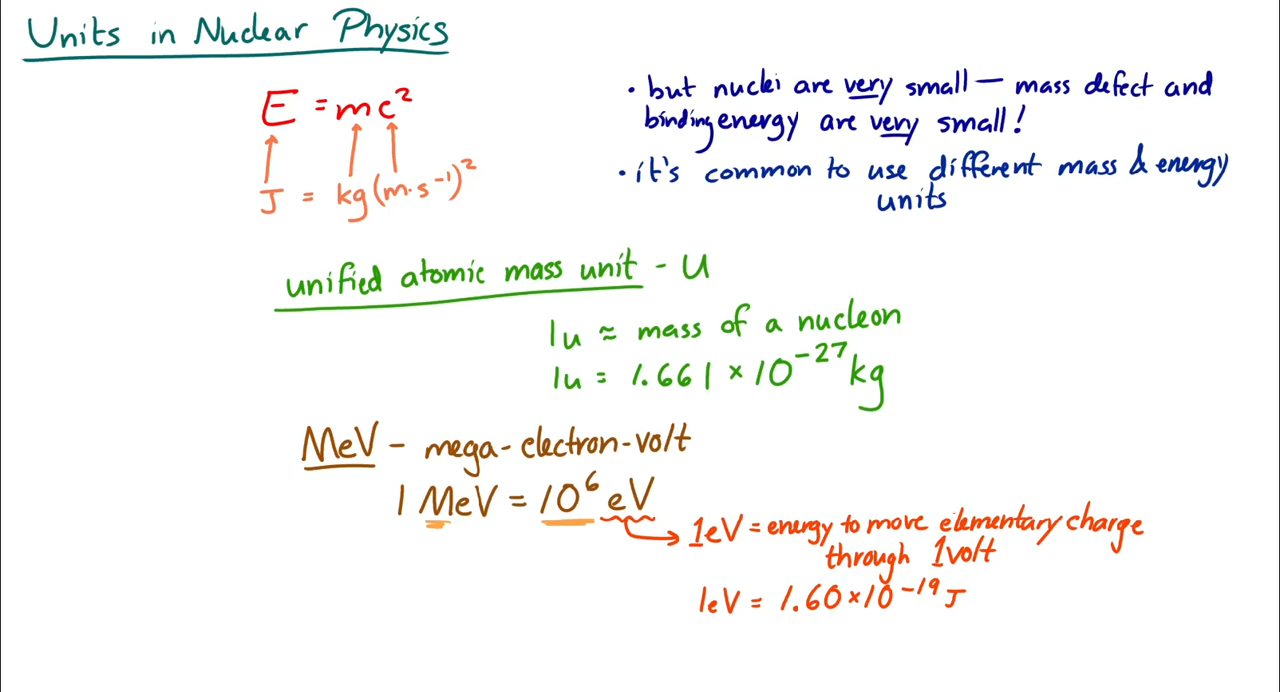 Units in Nuclear Physics
E = mc²
J = kg (m·s⁻¹)²
• but nuclei are very small — mass defect and
binding energy are very small!
• it's common to use different mass & energy
units
unified atomic mass unit - u
1u ≈ mass of a nucleon
1u = 1.661 × 10⁻²⁷ kg
MeV - mega-electron-volt
1 MeV = 10⁶ eV
1eV = energy to move elementary charge
through 1volt
1eV = 1.60 × 10⁻¹⁹ J